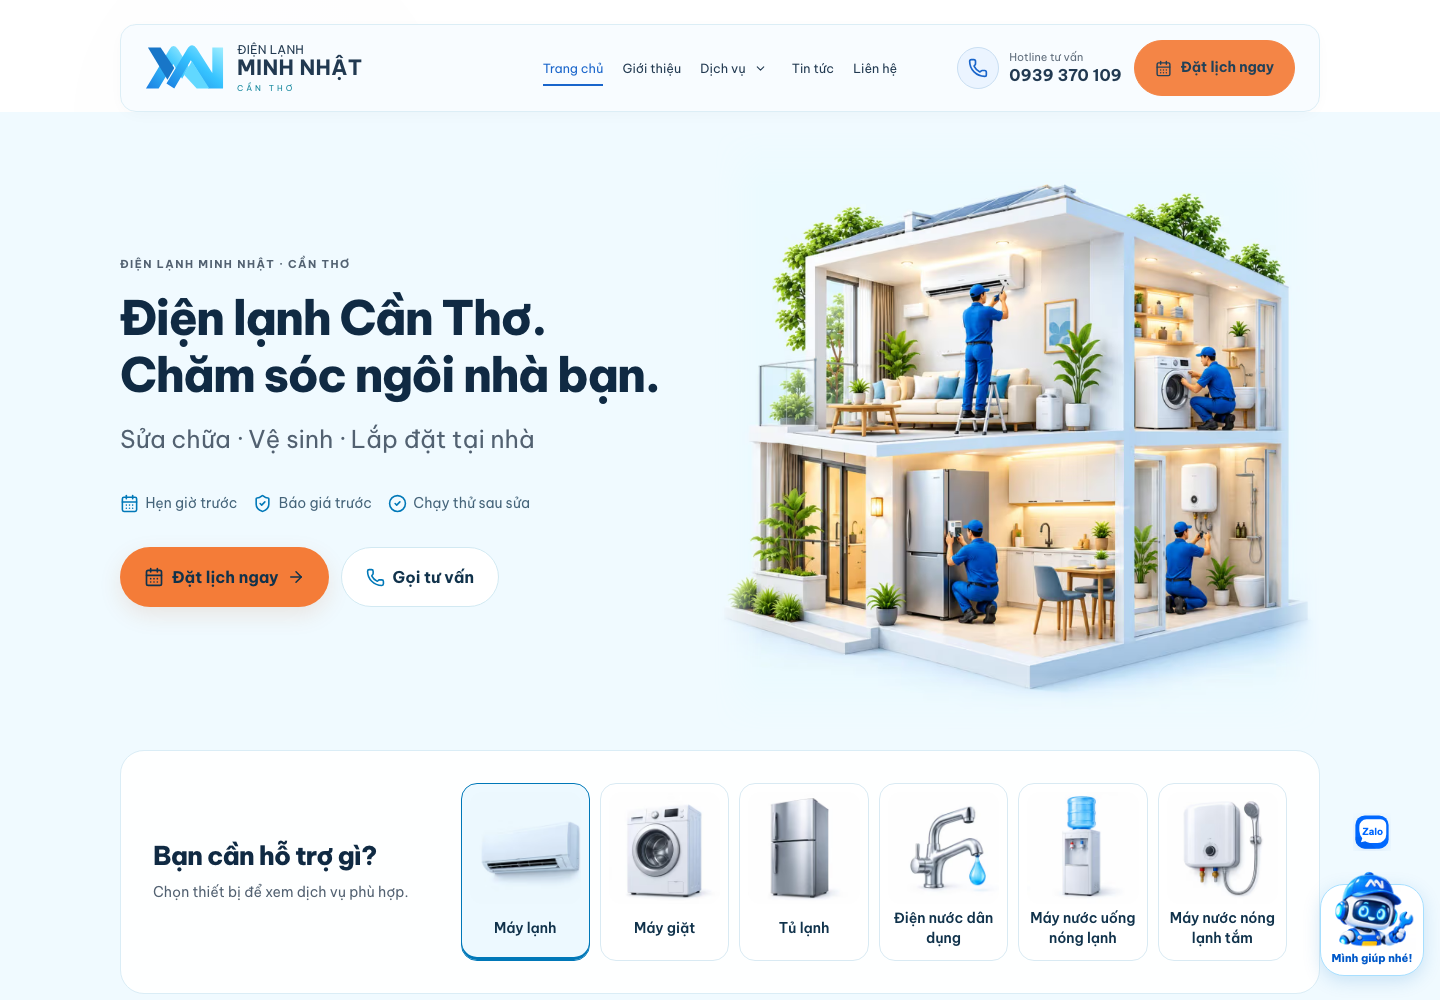 ĐIỆN LẠNH
MINH NHẬT
CẦN THƠ
Trang chủ
Giới thiệu
Dịch vụ
Tin tức
Liên hệ
Hotline tư vấn
0939 370 109
Đặt lịch ngay
ĐIỆN LẠNH MINH NHẬT · CẦN THƠ
Điện lạnh Cần Thơ.
Chăm sóc ngôi nhà bạn.
Sửa chữa · Vệ sinh · Lắp đặt tại nhà
Hẹn giờ trước
Báo giá trước
Chạy thử sau sửa
Đặt lịch ngay
Gọi tư vấn
Bạn cần hỗ trợ gì?
Chọn thiết bị để xem dịch vụ phù hợp.
Máy lạnh
Máy giặt
Tủ lạnh
Điện nước dân
dụng
Máy nước uống
nóng lạnh
Máy nước nóng
lạnh tắm
Zalo
Mình giúp nhé!